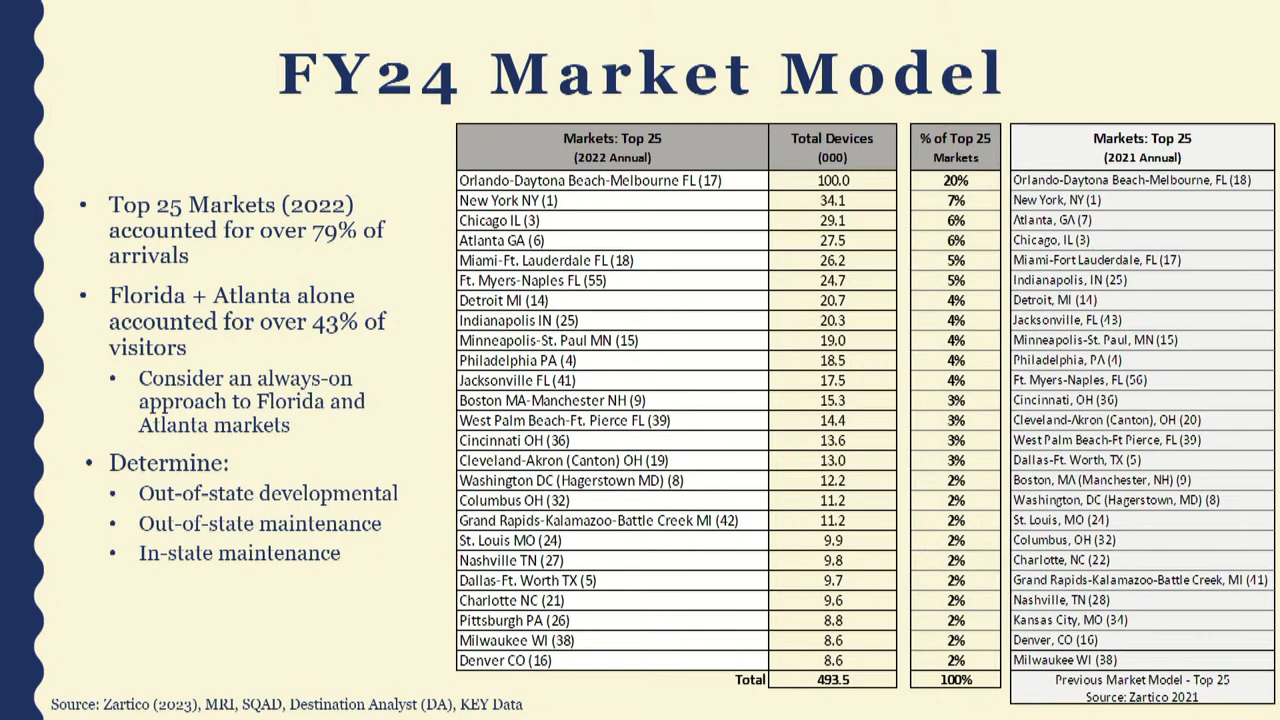 FY24 Market Model
• Top 25 Markets (2022)
accounted for over 79% of
arrivals
• Florida + Atlanta alone
accounted for over 43% of
visitors
• Consider an always-on
approach to Florida and
Atlanta markets
• Determine:
• Out-of-state developmental
• Out-of-state maintenance
• In-state maintenance
Markets: Top 25 Total Devices % of Top 25 Markets: Top 25
(2022 Annual) (000) Markets (2021 Annual)
Orlando-Daytona Beach-Melbourne FL (17) 100.0 20% Orlando-Daytona Beach-Melbourne, FL (18)
New York NY (1) 34.1 7% New York, NY (1)
Chicago IL (3) 29.1 6% Atlanta, GA (7)
Atlanta GA (6) 27.5 6% Chicago, IL (3)
Miami-Ft. Lauderdale FL (18) 26.2 5% Miami-Fort Lauderdale, FL (17)
Ft. Myers-Naples FL (55) 24.7 5% Indianapolis, IN (25)
Detroit MI (14) 20.7 4% Detroit, MI (14)
Indianapolis IN (25) 20.3 4% Jacksonville, FL (43)
Minneapolis-St. Paul MN (15) 19.0 4% Minneapolis-St. Paul, MN (15)
Philadelphia PA (4) 18.5 4% Philadelphia, PA (4)
Jacksonville FL (41) 17.5 4% Ft. Myers-Naples, FL (56)
Boston MA-Manchester NH (9) 15.3 3% Cincinnati, OH (36)
West Palm Beach-Ft. Pierce FL (39) 14.4 3% Cleveland-Akron (Canton), OH (20)
Cincinnati OH (36) 13.6 3% West Palm Beach-Ft Pierce, FL (39)
Cleveland-Akron (Canton) OH (19) 13.0 3% Dallas-Ft. Worth, TX (5)
Washington DC (Hagerstown MD) (8) 12.2 2% Boston, MA (Manchester, NH) (9)
Columbus OH (32) 11.2 2% Washington, DC (Hagerstown, MD) (8)
Grand Rapids-Kalamazoo-Battle Creek MI (42) 11.2 2% St. Louis, MO (24)
St. Louis MO (24) 9.9 2% Columbus, OH (32)
Nashville TN (27) 9.8 2% Charlotte, NC (22)
Dallas-Ft. Worth TX (5) 9.7 2% Grand Rapids-Kalamazoo-Battle Creek, MI (41)
Charlotte NC (21) 9.6 2% Nashville, TN (28)
Pittsburgh PA (26) 8.8 2% Kansas City, MO (34)
Milwaukee WI (38) 8.6 2% Denver, CO (16)
Denver CO (16) 8.6 2% Milwaukee WI (38)
Total 493.5 100% Previous Market Model - Top 25
Source: Zartico 2021
Source: Zartico (2023), MRI, SQAD, Destination Analyst (DA), KEY Data